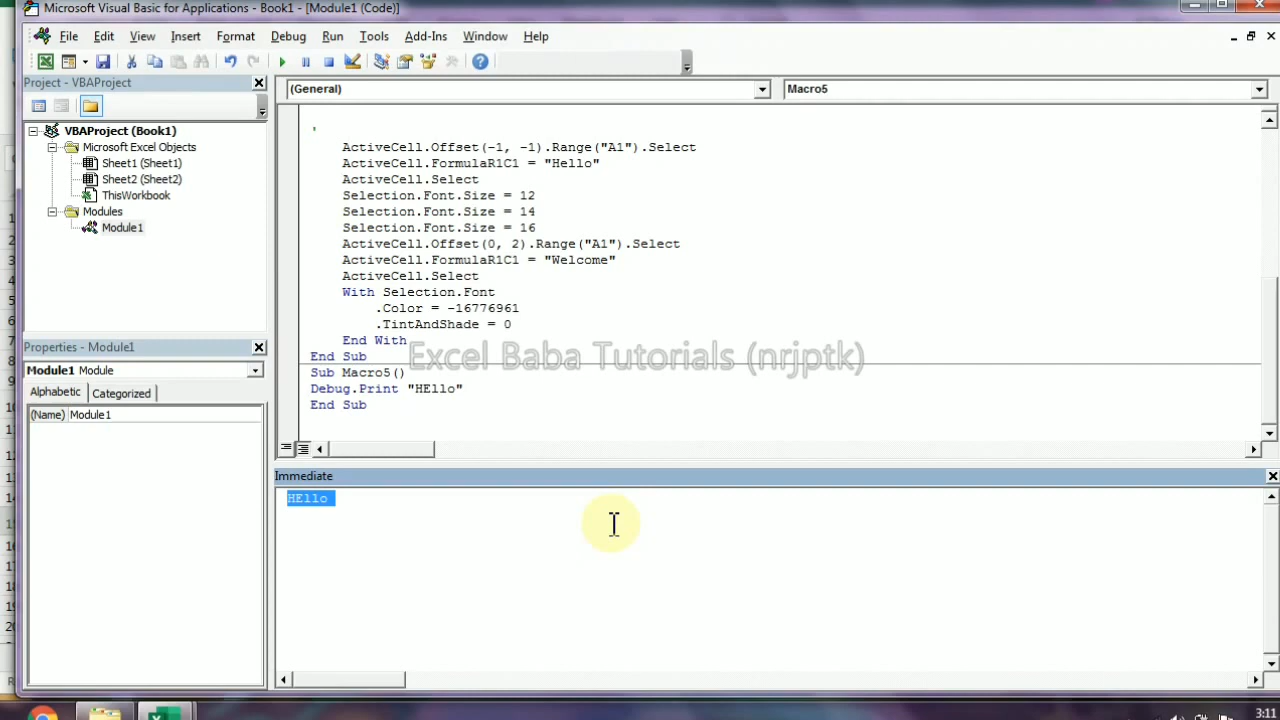 Microsoft Visual Basic for Applications - Book1 - [Module1 (Code)]
File Edit View Insert Format Debug Run Tools Add-Ins Window Help
Project - VBAProject
(General) Macro5
VBAProject (Book1)
Microsoft Excel Objects
Sheet1 (Sheet1)
Sheet2 (Sheet2)
ThisWorkbook
Modules
Module1
'
ActiveCell.Offset(-1, -1).Range("A1").Select
ActiveCell.FormulaR1C1 = "Hello"
ActiveCell.Select
Selection.Font.Size = 12
Selection.Font.Size = 14
Selection.Font.Size = 16
ActiveCell.Offset(0, 2).Range("A1").Select
ActiveCell.FormulaR1C1 = "Welcome"
ActiveCell.Select
With Selection.Font
.Color = -16776961
.TintAndShade = 0
End With
End Sub
Excel Baba Tutorials (nrjptk)
Sub Macro5()
Debug.Print "HEllo"
End Sub
Properties - Module1
Module1 Module
Alphabetic Categorized
(Name) Module1
Immediate
HEllo
3:11